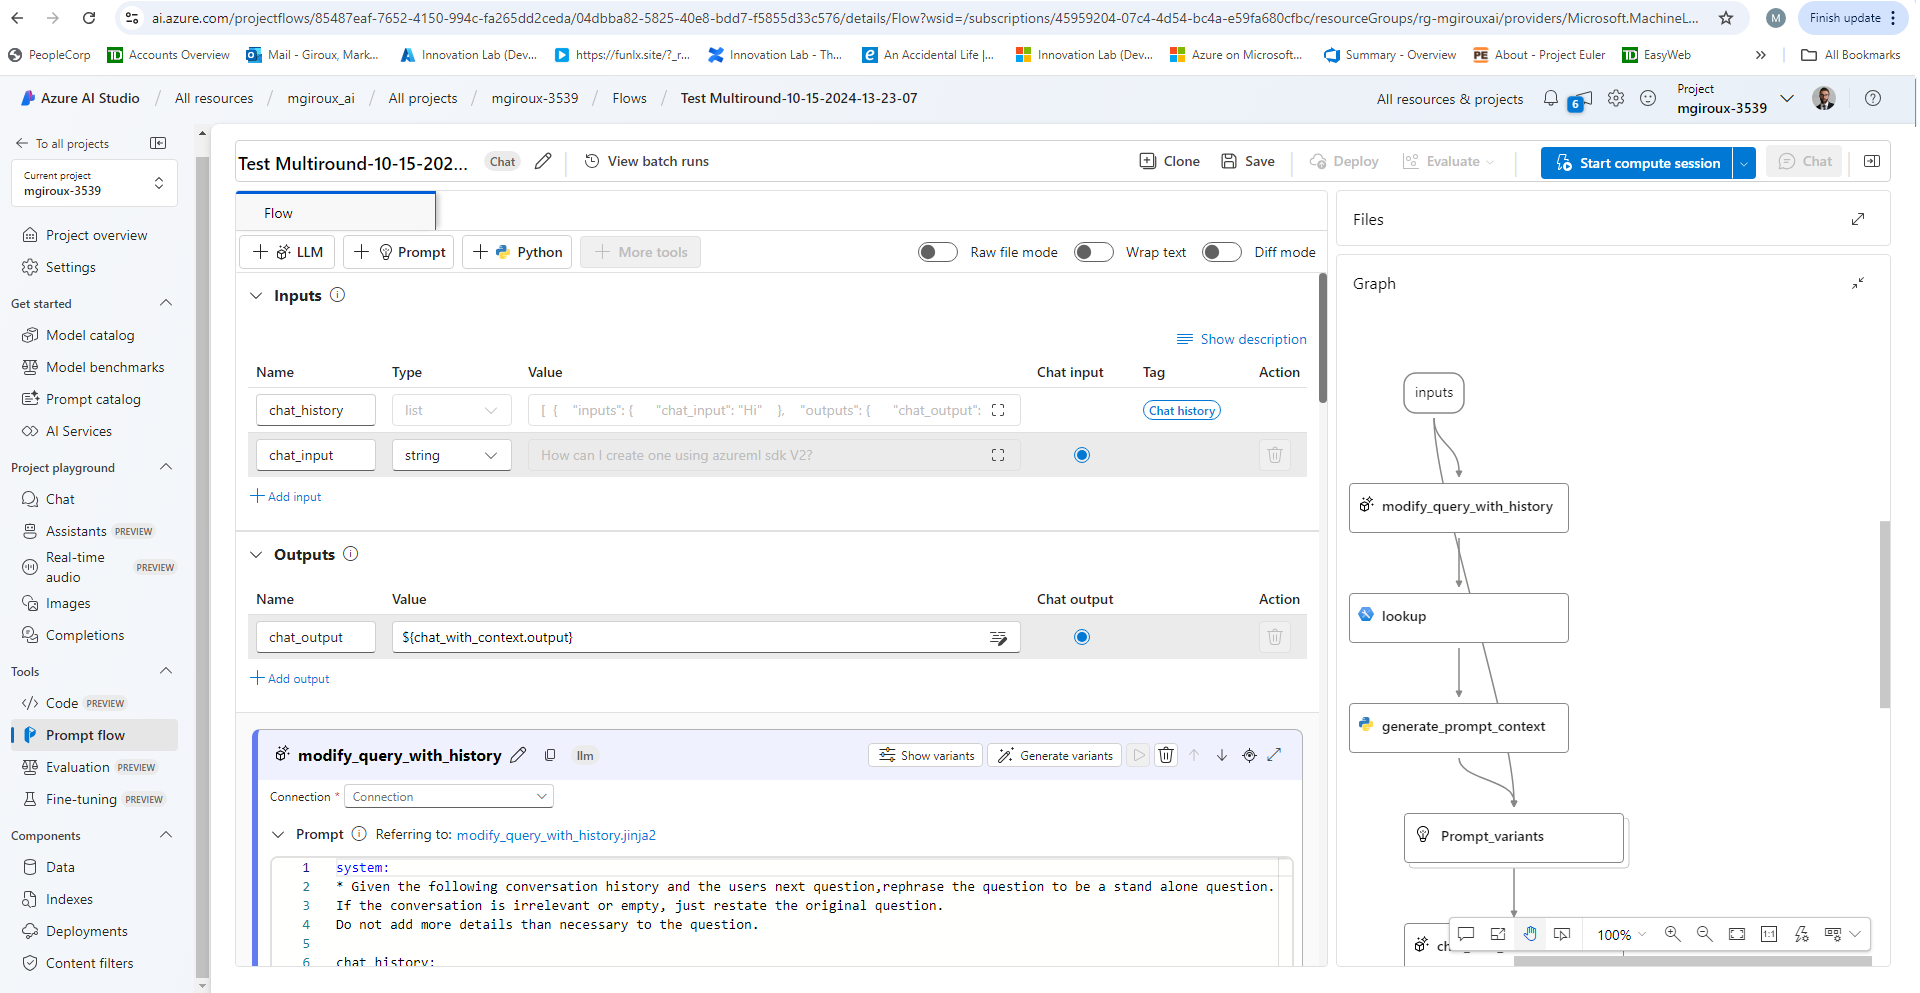 ai.azure.com/projectflows/85487eaf-7652-4150-994c-fa265dd2ceda/04dbba82-5825-40e8-bdd7-f5855d33c576/details/Flow?wsid=/subscriptions/45959204-07c4-4d54-bc4a-e59fa680cfbc/resourceGroups/rg-mgirouxai/providers/Microsoft.MachineL...
M
Finish update
PeopleCorp
TD Accounts Overview
Mail - Giroux, Mark...
Innovation Lab (Dev...
https://funlx.site/?_r...
Innovation Lab - Th...
An Accidental Life |...
Innovation Lab (Dev...
Azure on Microsoft...
Summary - Overview
PE About - Project Euler
TD EasyWeb
»
All Bookmarks
Azure AI Studio / All resources / mgiroux_ai / All projects / mgiroux-3539 / Flows / Test Multiround-10-15-2024-13-23-07
All resources & projects
6
Project
mgiroux-3539
To all projects
Current project
mgiroux-3539
Project overview
Settings
Get started
Model catalog
Model benchmarks
Prompt catalog
AI Services
Project playground
Chat
Assistants PREVIEW
Real-time audio PREVIEW
Images
Completions
Tools
Code PREVIEW
Prompt flow
Evaluation PREVIEW
Fine-tuning PREVIEW
Components
Data
Indexes
Deployments
Content filters
Test Multiround-10-15-202... Chat
View batch runs
Clone
Save
Deploy
Evaluate
Start compute session
Chat
Flow
LLM
Prompt
Python
More tools
Raw file mode
Wrap text
Diff mode
Inputs
Show description
Name Type Value Chat input Tag Action
chat_history list [ { "inputs": { "chat_input": "Hi" }, "outputs": { "chat_output": Chat history
chat_input string How can I create one using azureml sdk V2?
Add input
Outputs
Name Value Chat output Action
chat_output ${chat_with_context.output}
Add output
modify_query_with_history llm
Show variants
Generate variants
Connection * Connection
Prompt Referring to: modify_query_with_history.jinja2
1 system:
2 * Given the following conversation history and the users next question,rephrase the question to be a stand alone question.
3 If the conversation is irrelevant or empty, just restate the original question.
4 Do not add more details than necessary to the question.
5
6 chat history:
Files
Graph
inputs
modify_query_with_history
lookup
generate_prompt_context
Prompt_variants
100%
1:1